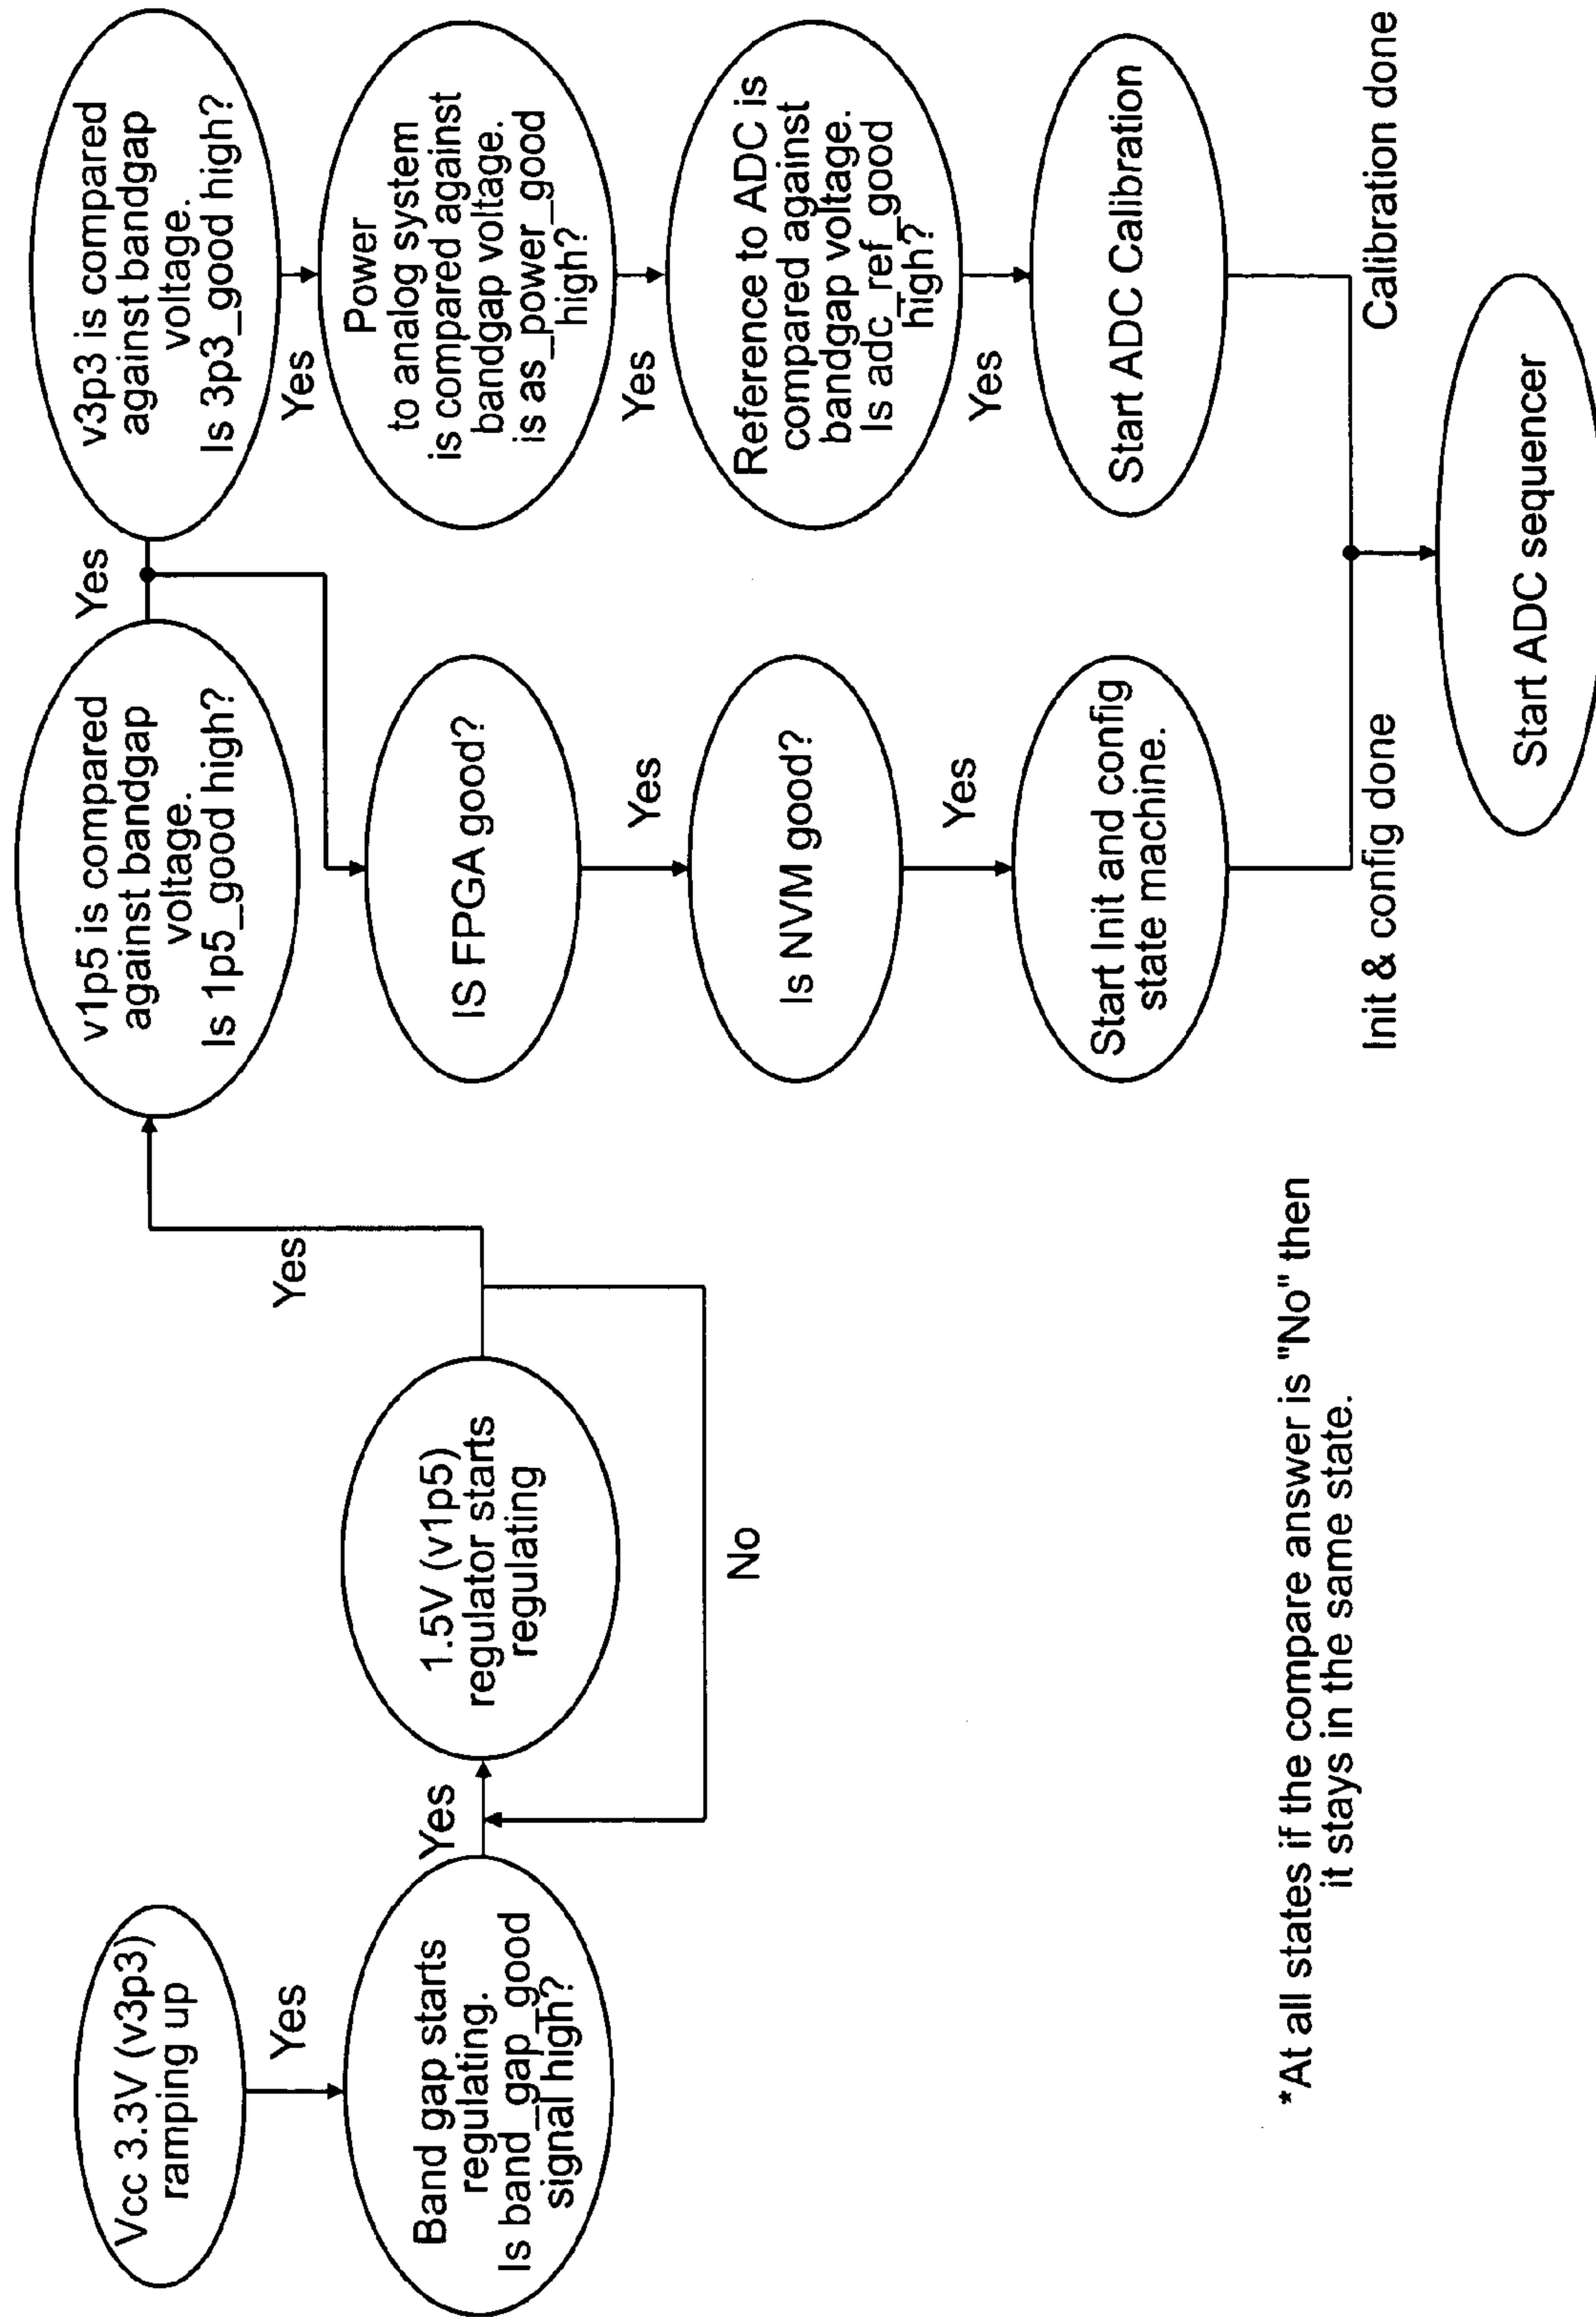 Vcc 3.3V (v3p3)
ramping up
Yes
Band gap starts
regulating.
Is band_gap_good
signal high?
Yes
1.5V (v1p5)
regulator starts
regulating
No
Yes
v1p5 is compared
against bandgap
voltage.
Is 1p5_good high?
Yes
IS FPGA good?
Yes
Is NVM good?
Yes
Start Init and config
state machine.
Init & config done
v3p3 is compared
against bandgap
voltage.
Is 3p3_good high?
Yes
Power
to analog system
is compared against
bandgap voltage.
is as_power_good
high?
Yes
Reference to ADC is
compared against
bandgap voltage.
Is adc_ref_good
high?
Yes
Start ADC Calibration
Calibration done
Start ADC sequencer
*At all states if the compare answer is "No" then
it stays in the same state.